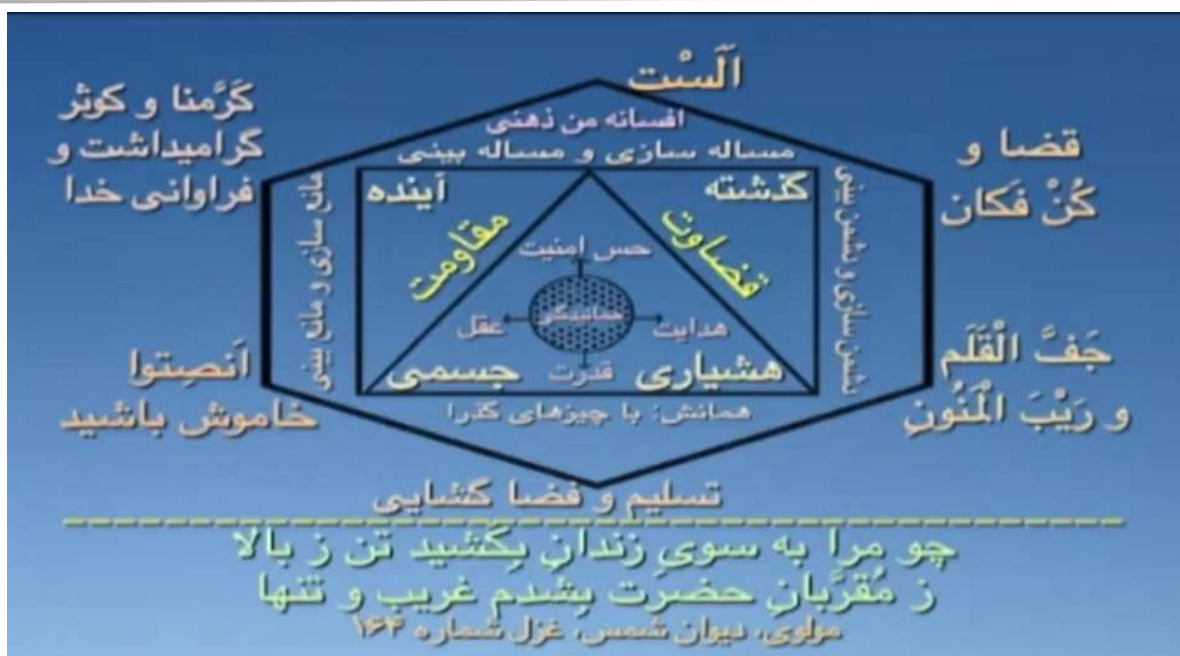 اَلَسْت
کَرَّمنا و کوثر
گرامیداشت و
فراوانی خدا
قضا و
کُنْ فَکان
افسانه من ذهنی
مساله سازی و مساله بینی
گذشته
آینده
قضاوت
مقاومت
مانع سازی و مانع بینی
دشمن سازی و دشمن بینی
حس امنیت
همانیدگی
هدایت
عقل
قدرت
هشیاری
جسمی
جَفَّ الْقَلَم
و رَیْبَ الْمَنُونِ
اَنصِتوا
خاموش باشید
همانش: با چیزهای گذرا
تسلیم و فضا گشایی
چو مرا به سویِ زندانِ بِکشید تن ز بالا
ز مُقرَّبانِ حضرت بِشُدم غریب و تنها
مولوی، دیوان شمس، غزل شماره ۱۶۴